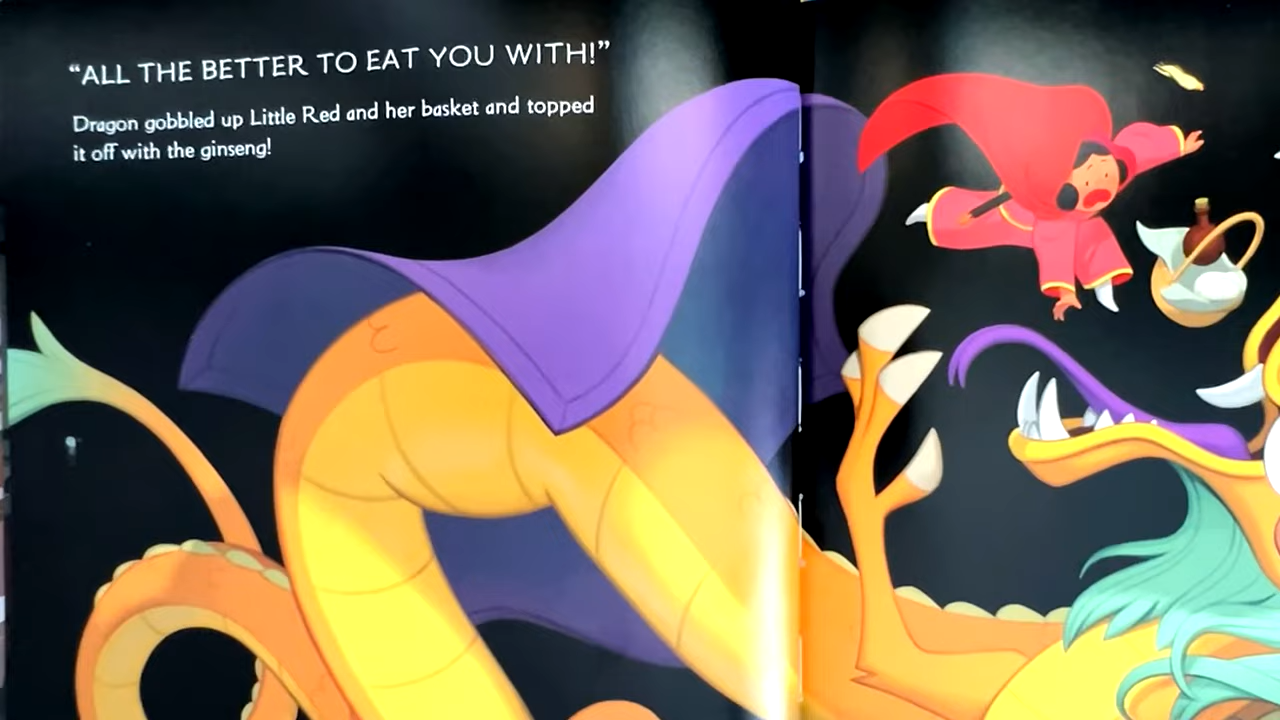 “ALL THE BETTER TO EAT YOU WITH!”
Dragon gobbled up Little Red and her basket and topped
it off with the ginseng!